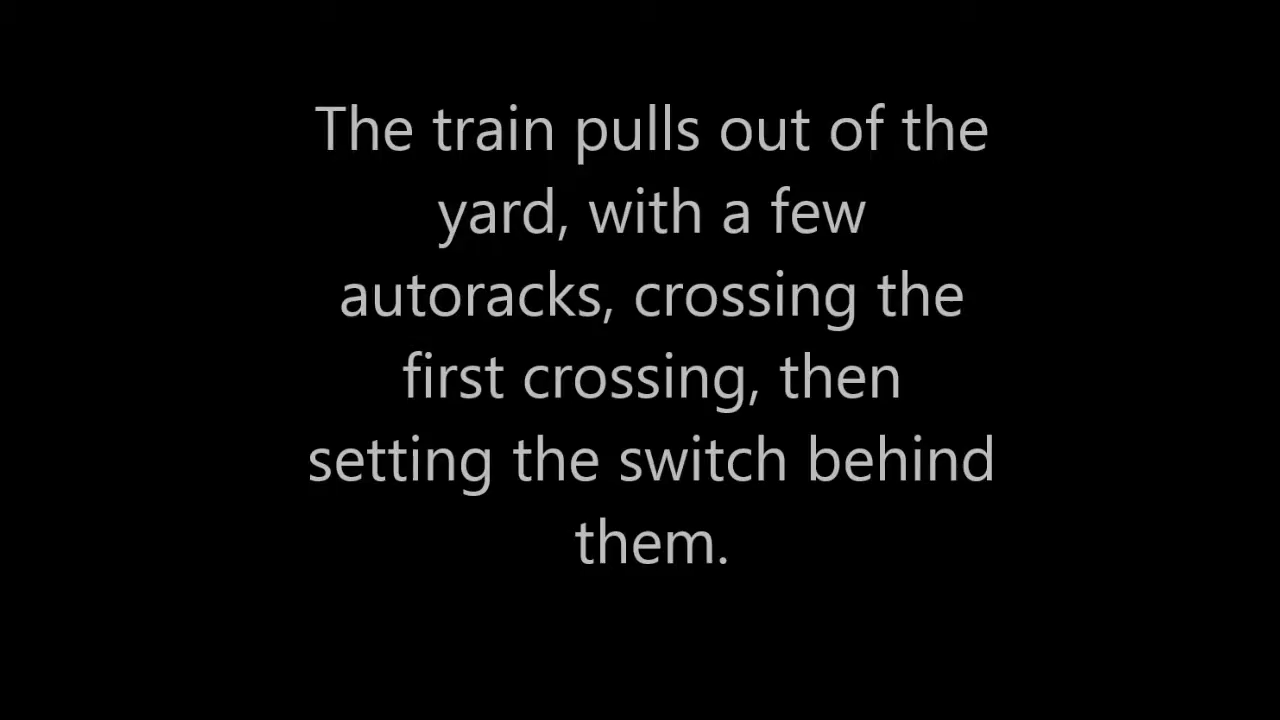 The train pulls out of the
yard, with a few
autoracks, crossing the
first crossing, then
setting the switch behind
them.